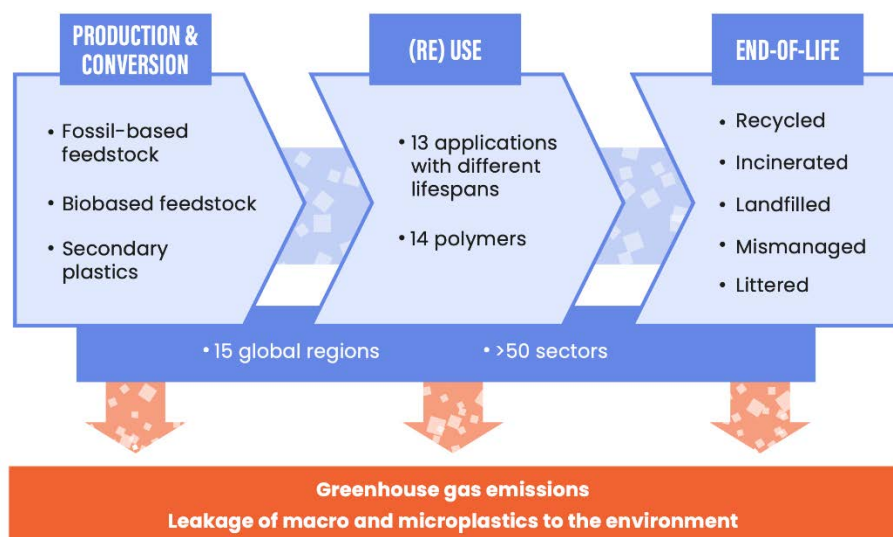 PRODUCTION &
CONVERSION
• Fossil-based
feedstock
• Biobased feedstock
• Secondary
plastics
(RE) USE
• 13 applications
with different
lifespans
• 14 polymers
END-OF-LIFE
• Recycled
• Incinerated
• Landfilled
• Mismanaged
• Littered
• 15 global regions
• >50 sectors
Greenhouse gas emissions
Leakage of macro and microplastics to the environment